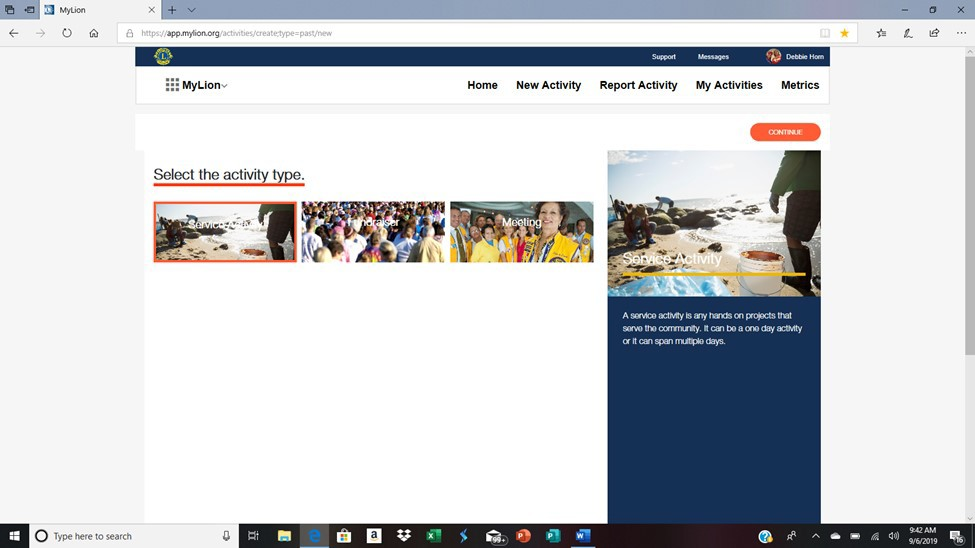 MyLion
https://app.mylion.org/activities/create;type=past/new
Support
Messages
Debbie Horn
MyLion
Home
New Activity
Report Activity
My Activities
Metrics
CONTINUE
Select the activity type.
Service Activity
Fundraiser
Meeting
Service Activity
A service activity is any hands on projects that
serve the community. It can be a one day activity
or it can span multiple days.
Type here to search
99+
9:42 AM
9/6/2019
16